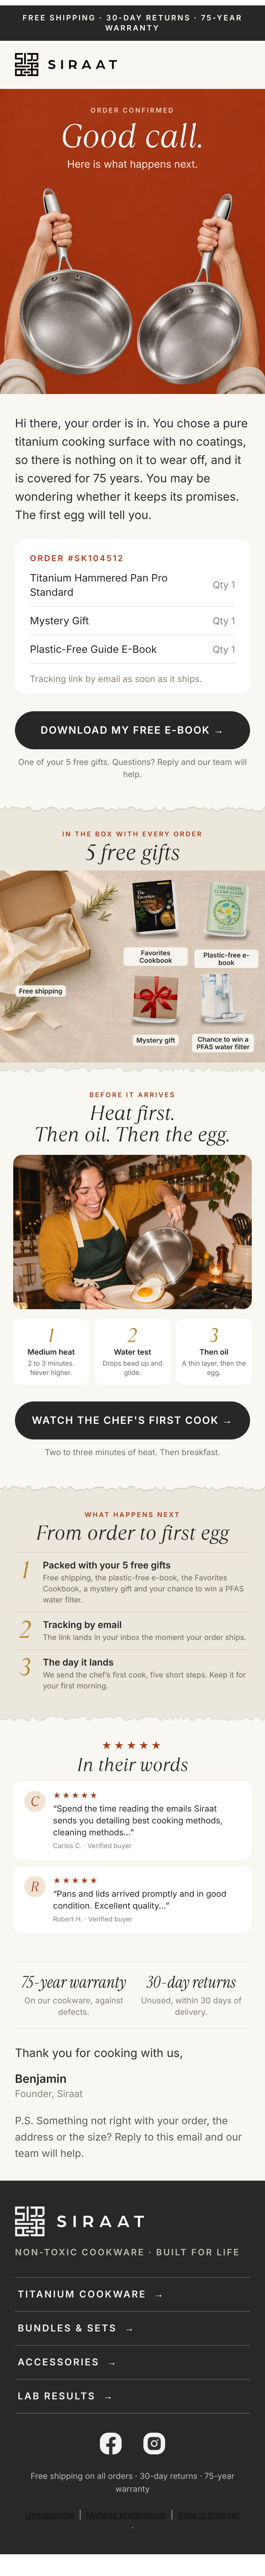 FREE SHIPPING · 30-DAY RETURNS · 75-YEAR
WARRANTY
SIRAAT
ORDER CONFIRMED
Good call.
Here is what happens next.
Hi there, your order is in. You chose a pure
titanium cooking surface with no coatings,
so there is nothing on it to wear off, and it
is covered for 75 years. You may be
wondering whether it keeps its promises.
The first egg will tell you.
ORDER #SK104512
Titanium Hammered Pan Pro
Standard
Qty 1
Mystery Gift
Qty 1
Plastic-Free Guide E-Book
Qty 1
Tracking link by email as soon as it ships.
DOWNLOAD MY FREE E-BOOK →
One of your 5 free gifts. Questions? Reply and our team will
help.
IN THE BOX WITH EVERY ORDER
5 free gifts
The
Favorites
Cookbook
THE GREEN
CLEAN GUIDE
Favorites
Cookbook
Plastic-free e-
book
Free shipping
Mystery gift
Chance to win a
PFAS water filter
BEFORE IT ARRIVES
Heat first.
Then oil. Then the egg.
1
Medium heat
2 to 3 minutes.
Never higher.
2
Water test
Drops bead up and
glide.
3
Then oil
A thin layer, then the
egg.
WATCH THE CHEF'S FIRST COOK →
Two to three minutes of heat. Then breakfast.
WHAT HAPPENS NEXT
From order to first egg
1
Packed with your 5 free gifts
Free shipping, the plastic-free e-book, the Favorites
Cookbook, a mystery gift and your chance to win a PFAS
water filter.
2
Tracking by email
The link lands in your inbox the moment your order ships.
3
The day it lands
We send the chef's first cook, five short steps. Keep it for
your first morning.
★★★★★
In their words
C
★★★★★
“Spend the time reading the emails Siraat
sends you detailing best cooking methods,
cleaning methods...”
Carlos C. · Verified buyer
R
★★★★★
“Pans and lids arrived promptly and in good
condition. Excellent quality...”
Robert H. · Verified buyer
75-year warranty
On our cookware, against
defects.
30-day returns
Unused, within 30 days of
delivery.
Thank you for cooking with us,
Benjamin
Founder, Siraat
P.S. Something not right with your order, the
address or the size? Reply to this email and our
team will help.
SIRAAT
NON-TOXIC COOKWARE · BUILT FOR LIFE
TITANIUM COOKWARE →
BUNDLES & SETS →
ACCESSORIES →
LAB RESULTS →
Free shipping on all orders · 30-day returns · 75-year
warranty
Unsubscribe | Manage preferences | View in browser
.